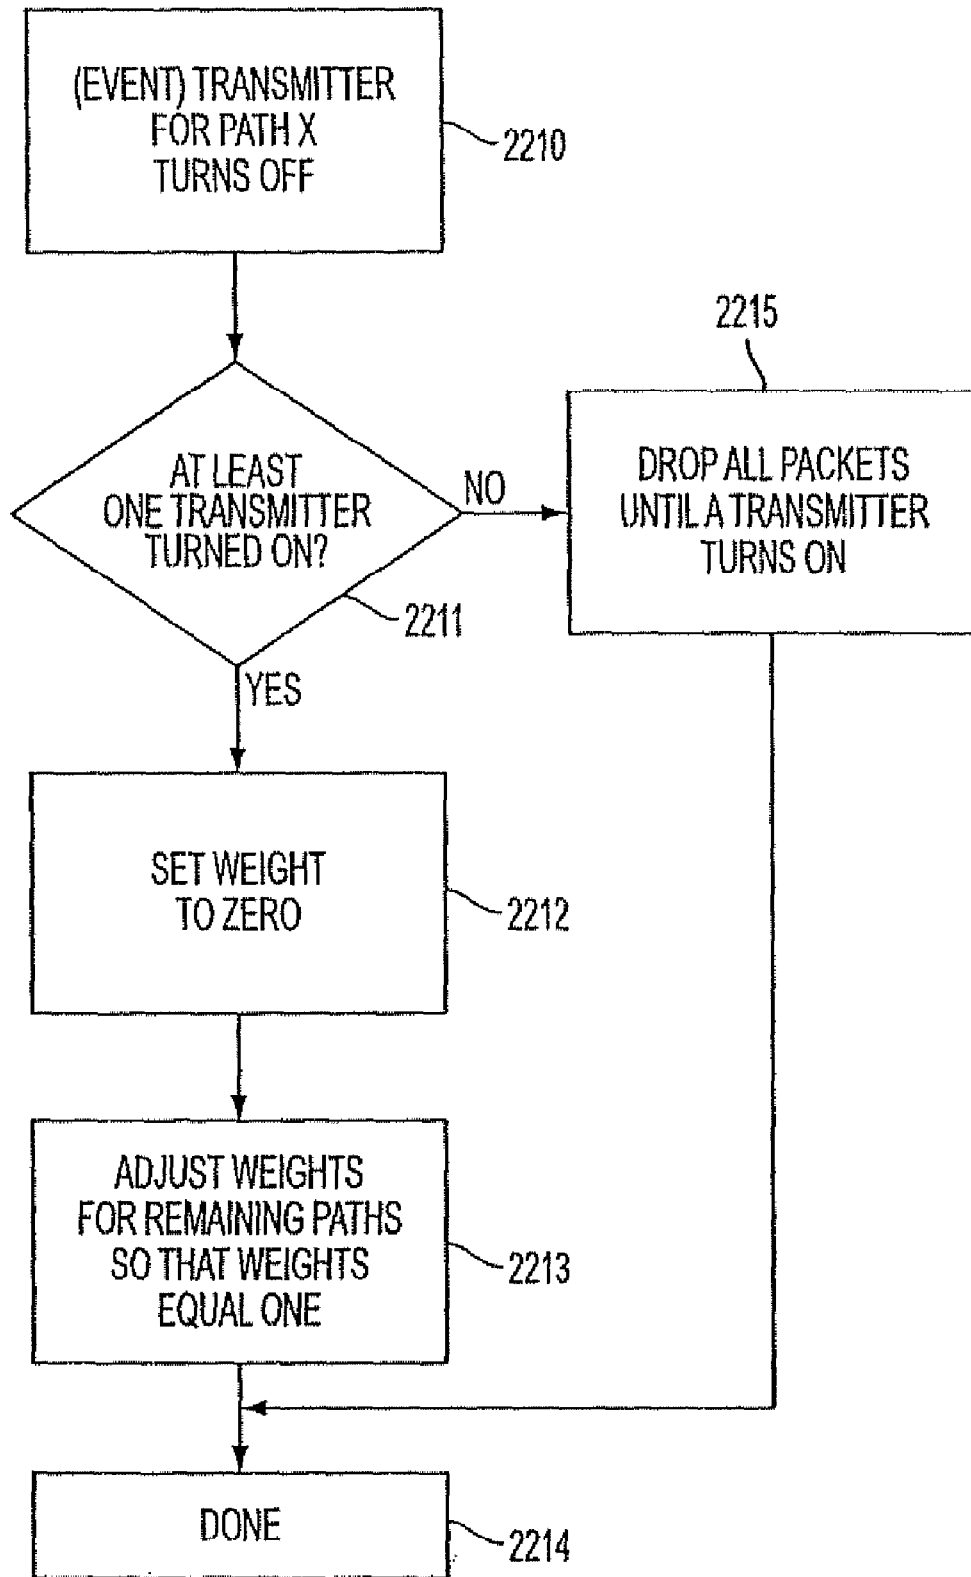 (EVENT) TRANSMITTER
FOR PATH X
TURNS OFF
2210
2215
AT LEAST
ONE TRANSMITTER
TURNED ON?
NO
DROP ALL PACKETS
UNTIL A TRANSMITTER
TURNS ON
2211
YES
SET WEIGHT
TO ZERO
2212
ADJUST WEIGHTS
FOR REMAINING PATHS
SO THAT WEIGHTS
EQUAL ONE
2213
DONE
2214